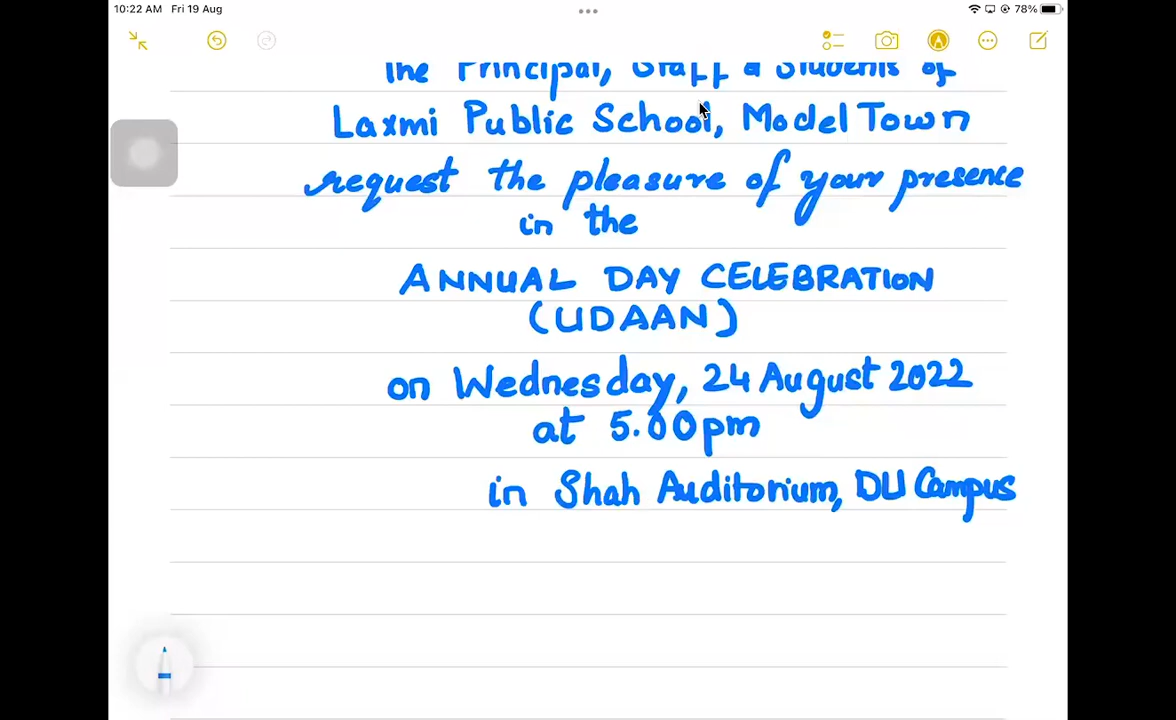 10:22 AM Fri 19 Aug
78%
The Principal, Staff & Students of
Laxmi Public School, Model Town
request the pleasure of your presence
in the
ANNUAL DAY CELEBRATION
(UDAAN)
on Wednesday, 24 August 2022
at 5.00pm
in Shah Auditorium, DU Campus